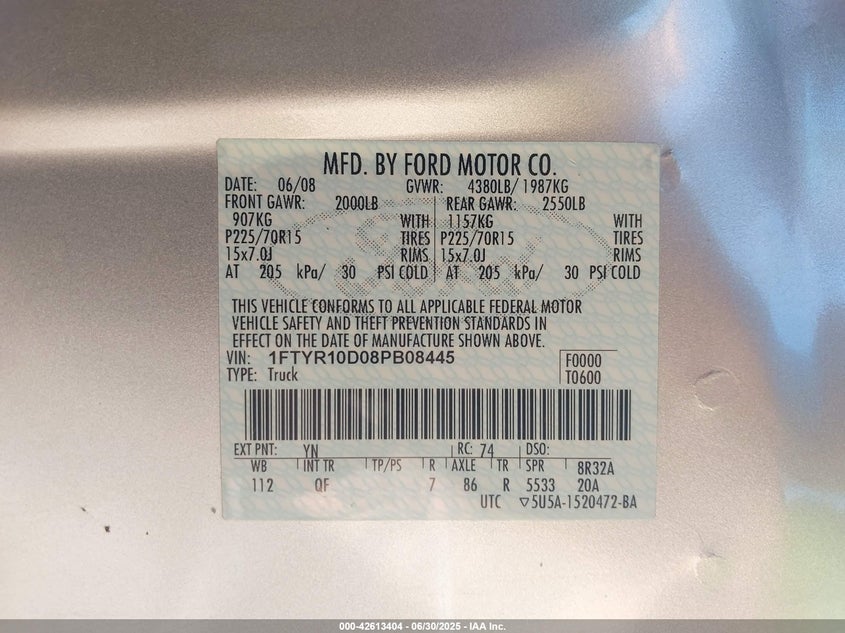 MFD. BY FORD MOTOR CO.
DATE: 06/08 GVWR: 4380LB/ 1987KG
FRONT GAWR: 2000LB REAR GAWR: 2550LB
907KG WITH 1157KG WITH
P225/70R15 TIRES P225/70R15 TIRES
15x7.0J RIMS 15x7.0J RIMS
AT 205 kPa/ 30 PSI COLD AT 205 kPa/ 30 PSI COLD
THIS VEHICLE CONFORMS TO ALL APPLICABLE FEDERAL MOTOR
VEHICLE SAFETY AND THEFT PREVENTION STANDARDS IN
EFFECT ON THE DATE OF MANUFACTURE SHOWN ABOVE.
VIN: 1FTYR10D08PB08445 F0000
TYPE: Truck T0600
EXT PNT: YN RC: 74 DSO:
WB INT TR TP/PS R AXLE TR SPR 8R32A
112 QF 7 86 R 5533 20A
UTC ▽5U5A-1520472-BA
000-42613404 - 06/30/2025 - IAA Inc.